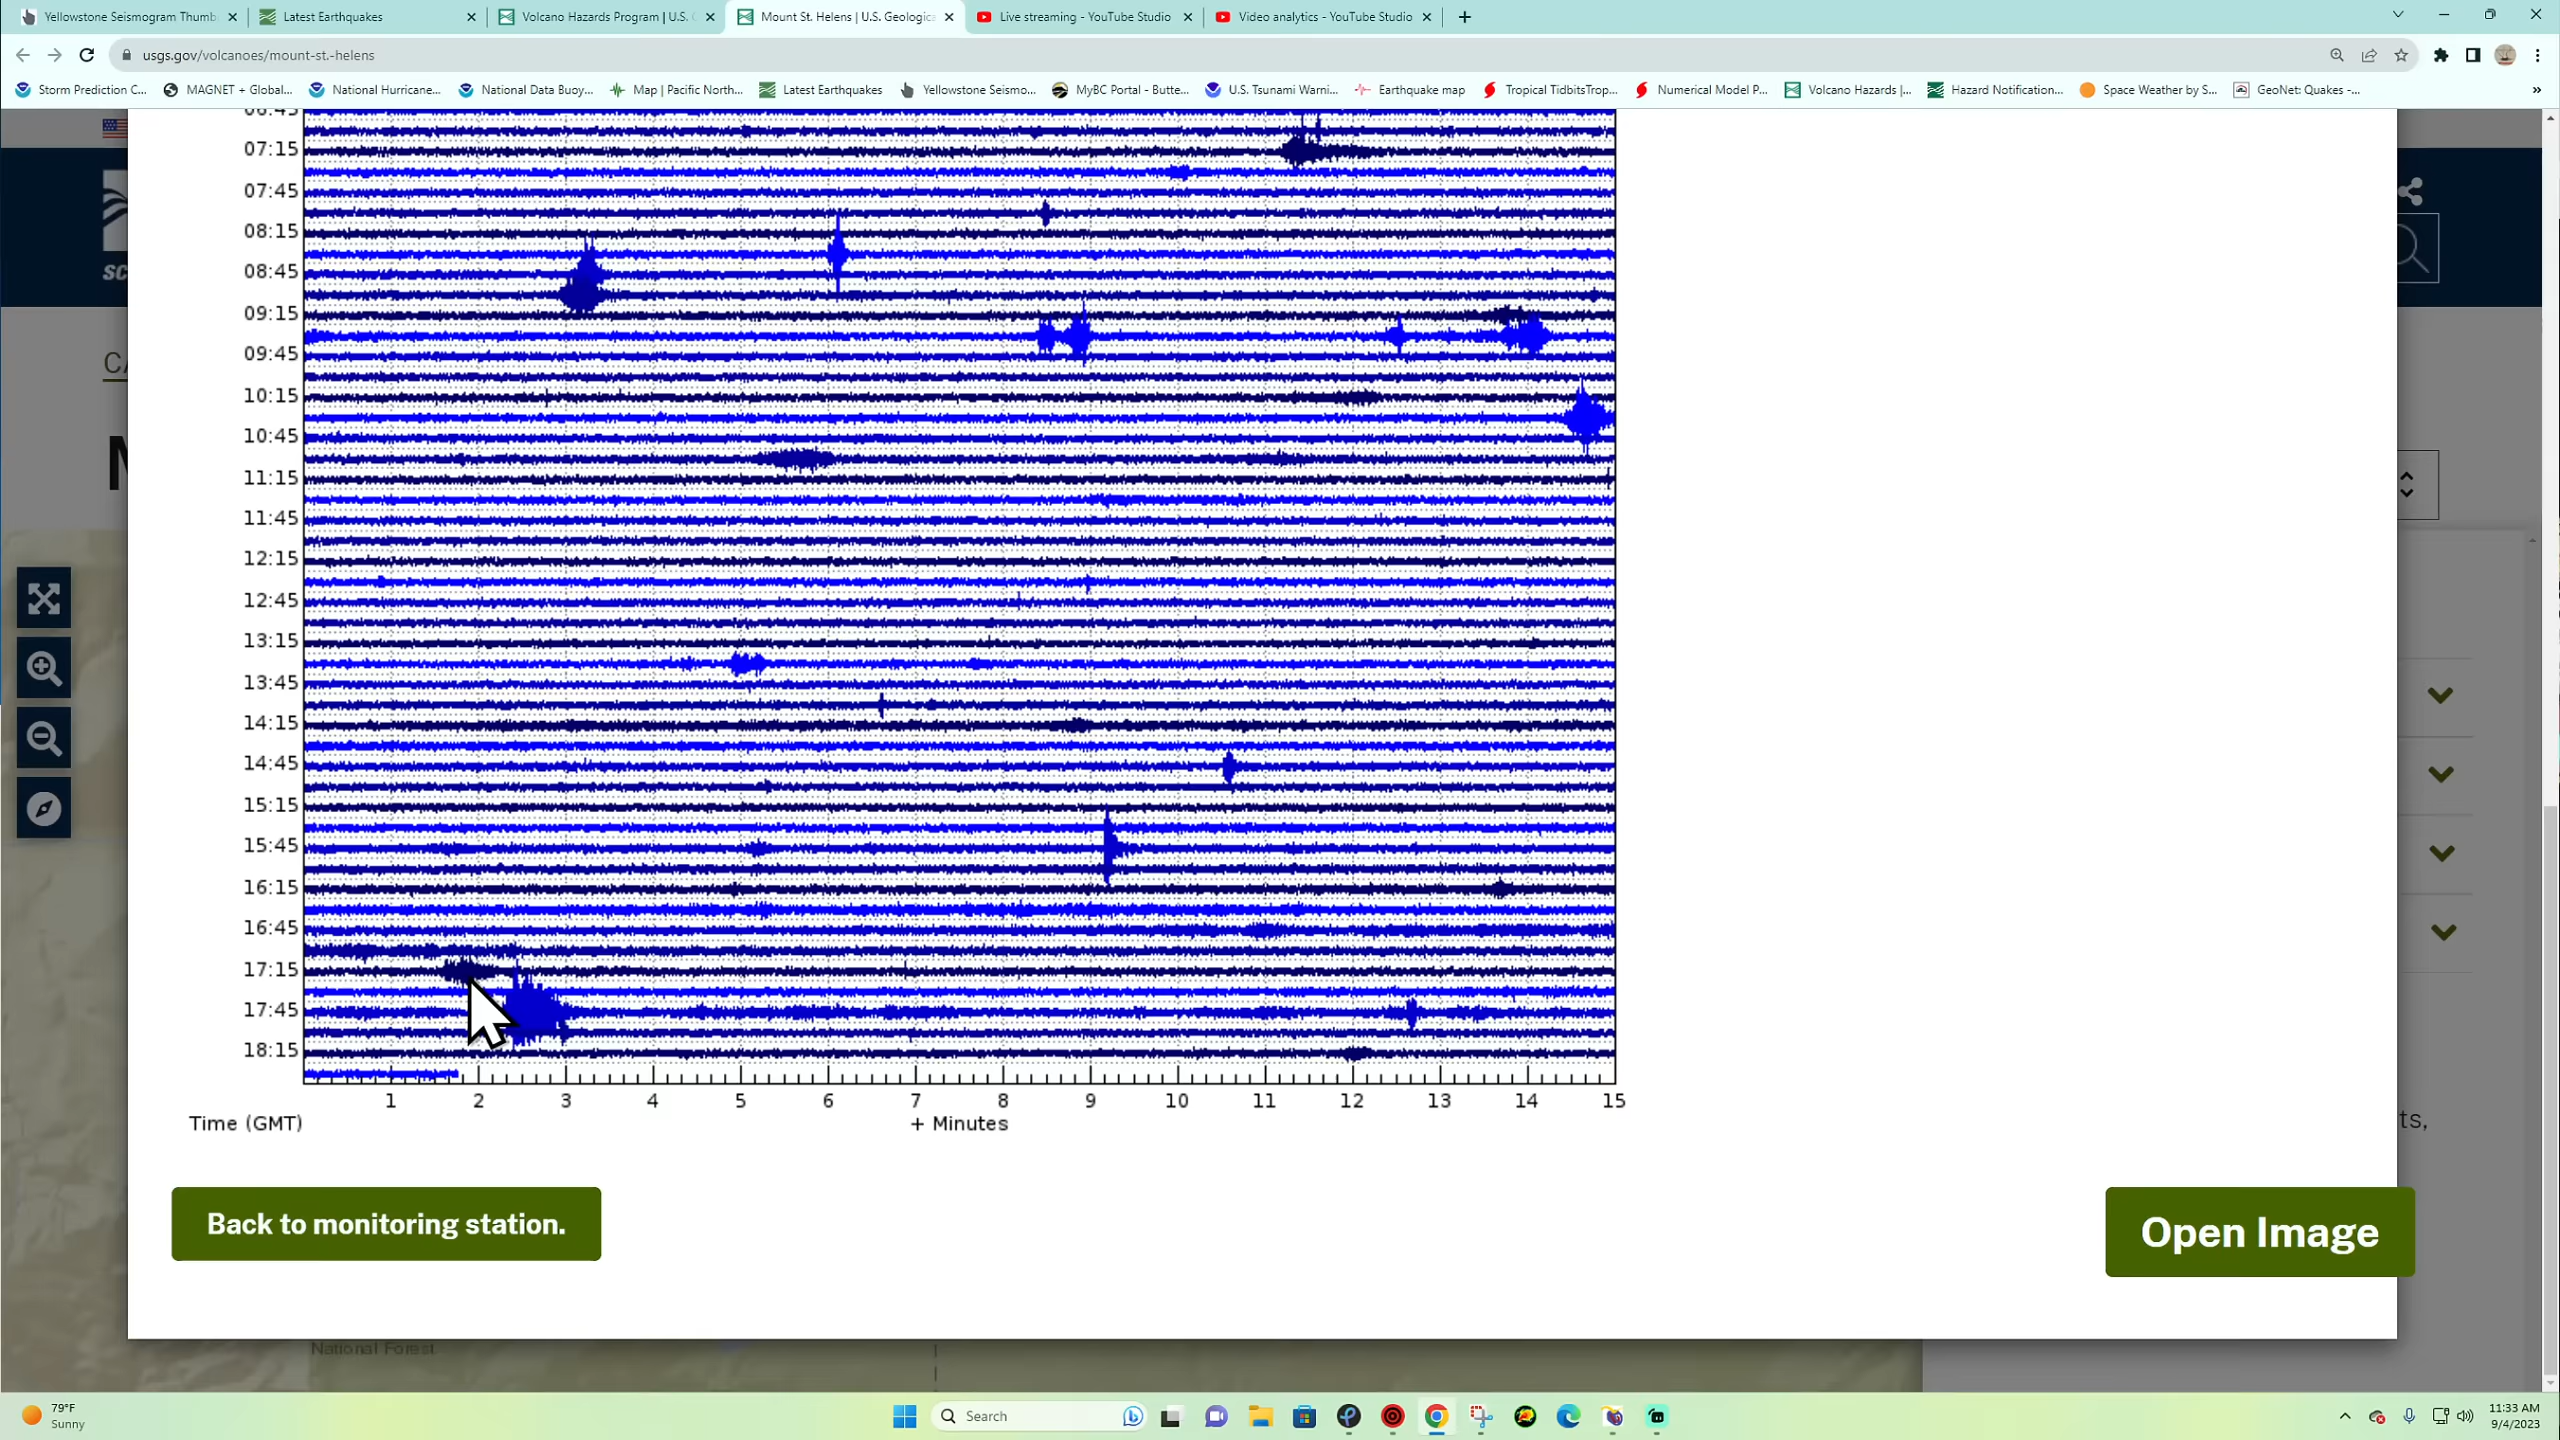 Yellowstone Seismogram Thumb
Latest Earthquakes
Volcano Hazards Program | U.S.
Mount St. Helens | U.S. Geologic
Live streaming - YouTube Studio
Video analytics - YouTube Studio
usgs.gov/volcanoes/mount-st.-helens
Storm Prediction C...
MAGNET + Global...
National Hurricane...
National Data Buoy...
Map | Pacific North...
Latest Earthquakes
Yellowstone Seismo...
MyBC Portal - Butte...
U.S. Tsunami Warni...
Earthquake map
Tropical TidbitsTrop...
Numerical Model P...
Volcano Hazards |...
Hazard Notification...
Space Weather by S...
GeoNet: Quakes -...
»
06:45
07:15
07:45
08:15
08:45
09:15
09:45
10:15
10:45
11:15
11:45
12:15
12:45
13:15
13:45
14:15
14:45
15:15
15:45
16:15
16:45
17:15
17:45
18:15
1 2 3 4 5 6 7 8 9 10 11 12 13 14 15
Time (GMT)
+ Minutes
sc
CA
M
ts,
Back to monitoring station.
Open Image
National Forest
79°F
Sunny
Search
11:33 AM
9/4/2023